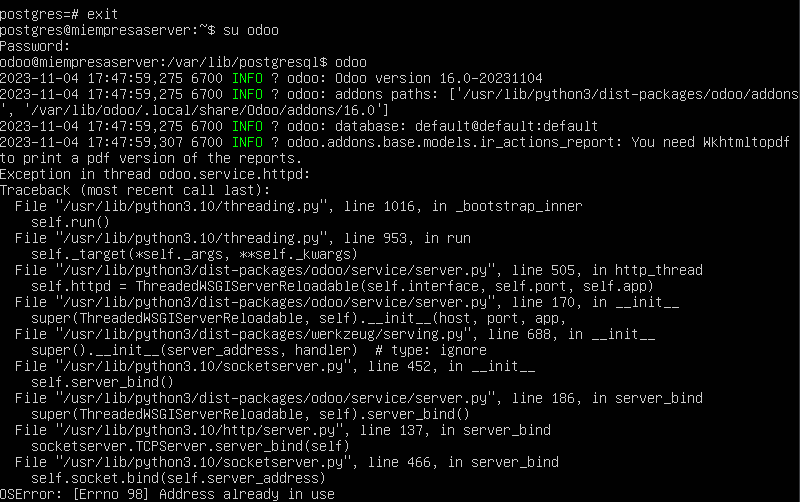 postgres=# exit
postgres@miempresaserver:~$ su odoo
Password:
odoo@miempresaserver:/var/lib/postgresql$ odoo
2023-11-04 17:47:59,275 6700 INFO ? odoo: Odoo version 16.0-20231104
2023-11-04 17:47:59,275 6700 INFO ? odoo: addons paths: ['/usr/lib/python3/dist-packages/odoo/addons
', '/var/lib/odoo/.local/share/Odoo/addons/16.0']
2023-11-04 17:47:59,275 6700 INFO ? odoo: database: default@default:default
2023-11-04 17:47:59,307 6700 INFO ? odoo.addons.base.models.ir_actions_report: You need Wkhtmltopdf
to print a pdf version of the reports.
Exception in thread odoo.service.httpd:
Traceback (most recent call last):
  File "/usr/lib/python3.10/threading.py", line 1016, in _bootstrap_inner
    self.run()
  File "/usr/lib/python3.10/threading.py", line 953, in run
    self._target(*self._args, **self._kwargs)
  File "/usr/lib/python3/dist-packages/odoo/service/server.py", line 505, in http_thread
    self.httpd = ThreadedWSGIServerReloadable(self.interface, self.port, self.app)
  File "/usr/lib/python3/dist-packages/odoo/service/server.py", line 170, in __init__
    super(ThreadedWSGIServerReloadable, self).__init__(host, port, app,
  File "/usr/lib/python3/dist-packages/werkzeug/serving.py", line 688, in __init__
    super().__init__(server_address, handler)  # type: ignore
  File "/usr/lib/python3.10/socketserver.py", line 452, in __init__
    self.server_bind()
  File "/usr/lib/python3/dist-packages/odoo/service/server.py", line 186, in server_bind
    super(ThreadedWSGIServerReloadable, self).server_bind()
  File "/usr/lib/python3.10/http/server.py", line 137, in server_bind
    socketserver.TCPServer.server_bind(self)
  File "/usr/lib/python3.10/socketserver.py", line 466, in server_bind
    self.socket.bind(self.server_address)
OSError: [Errno 98] Address already in use